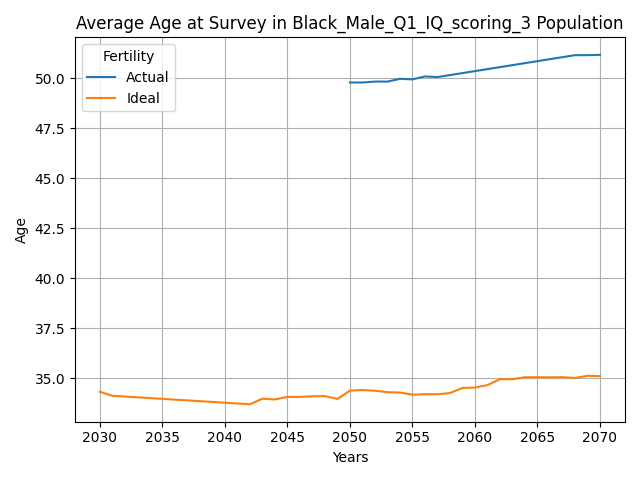 Average Age at Survey in Black_Male_Q1_IQ_scoring_3 Population
Fertility
Actual
Ideal
50.0
47.5
45.0
42.5
40.0
37.5
35.0
Age
2030 2035 2040 2045 2050 2055 2060 2065 2070
Years